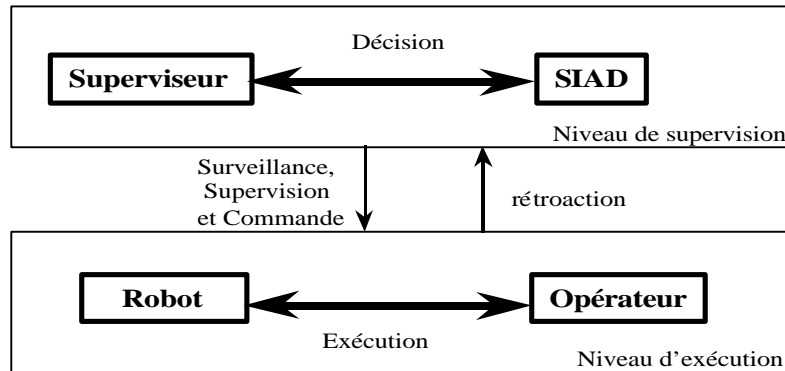 Décision
Superviseur
SIAD
Niveau de supervision
Surveillance,
Supervision
et Commande
rétroaction
Robot
Opérateur
Exécution
Niveau d'exécution